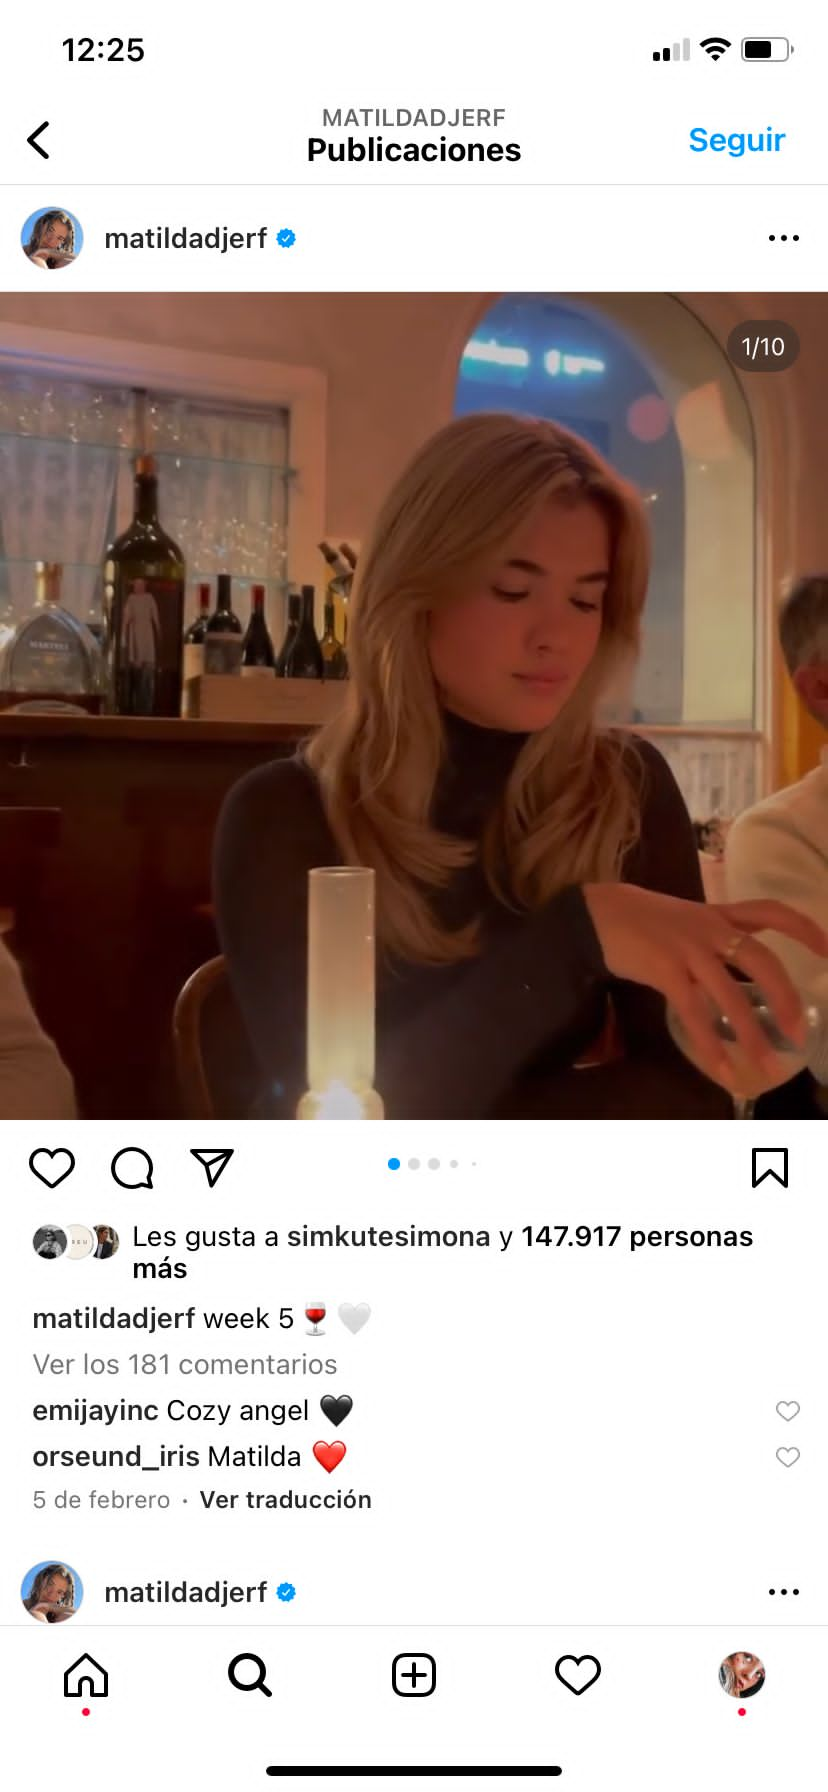 12:25
MATILDADJERF
Publicaciones
Seguir
matildadjerf
1/10
MARTELL
Les gusta a simkutesimona y 147.917 personas
más
matildadjerf week 5 🍷🤍
Ver los 181 comentarios
emijayinc Cozy angel 🖤
orseund_iris Matilda ❤️
5 de febrero · Ver traducción
matildadjerf